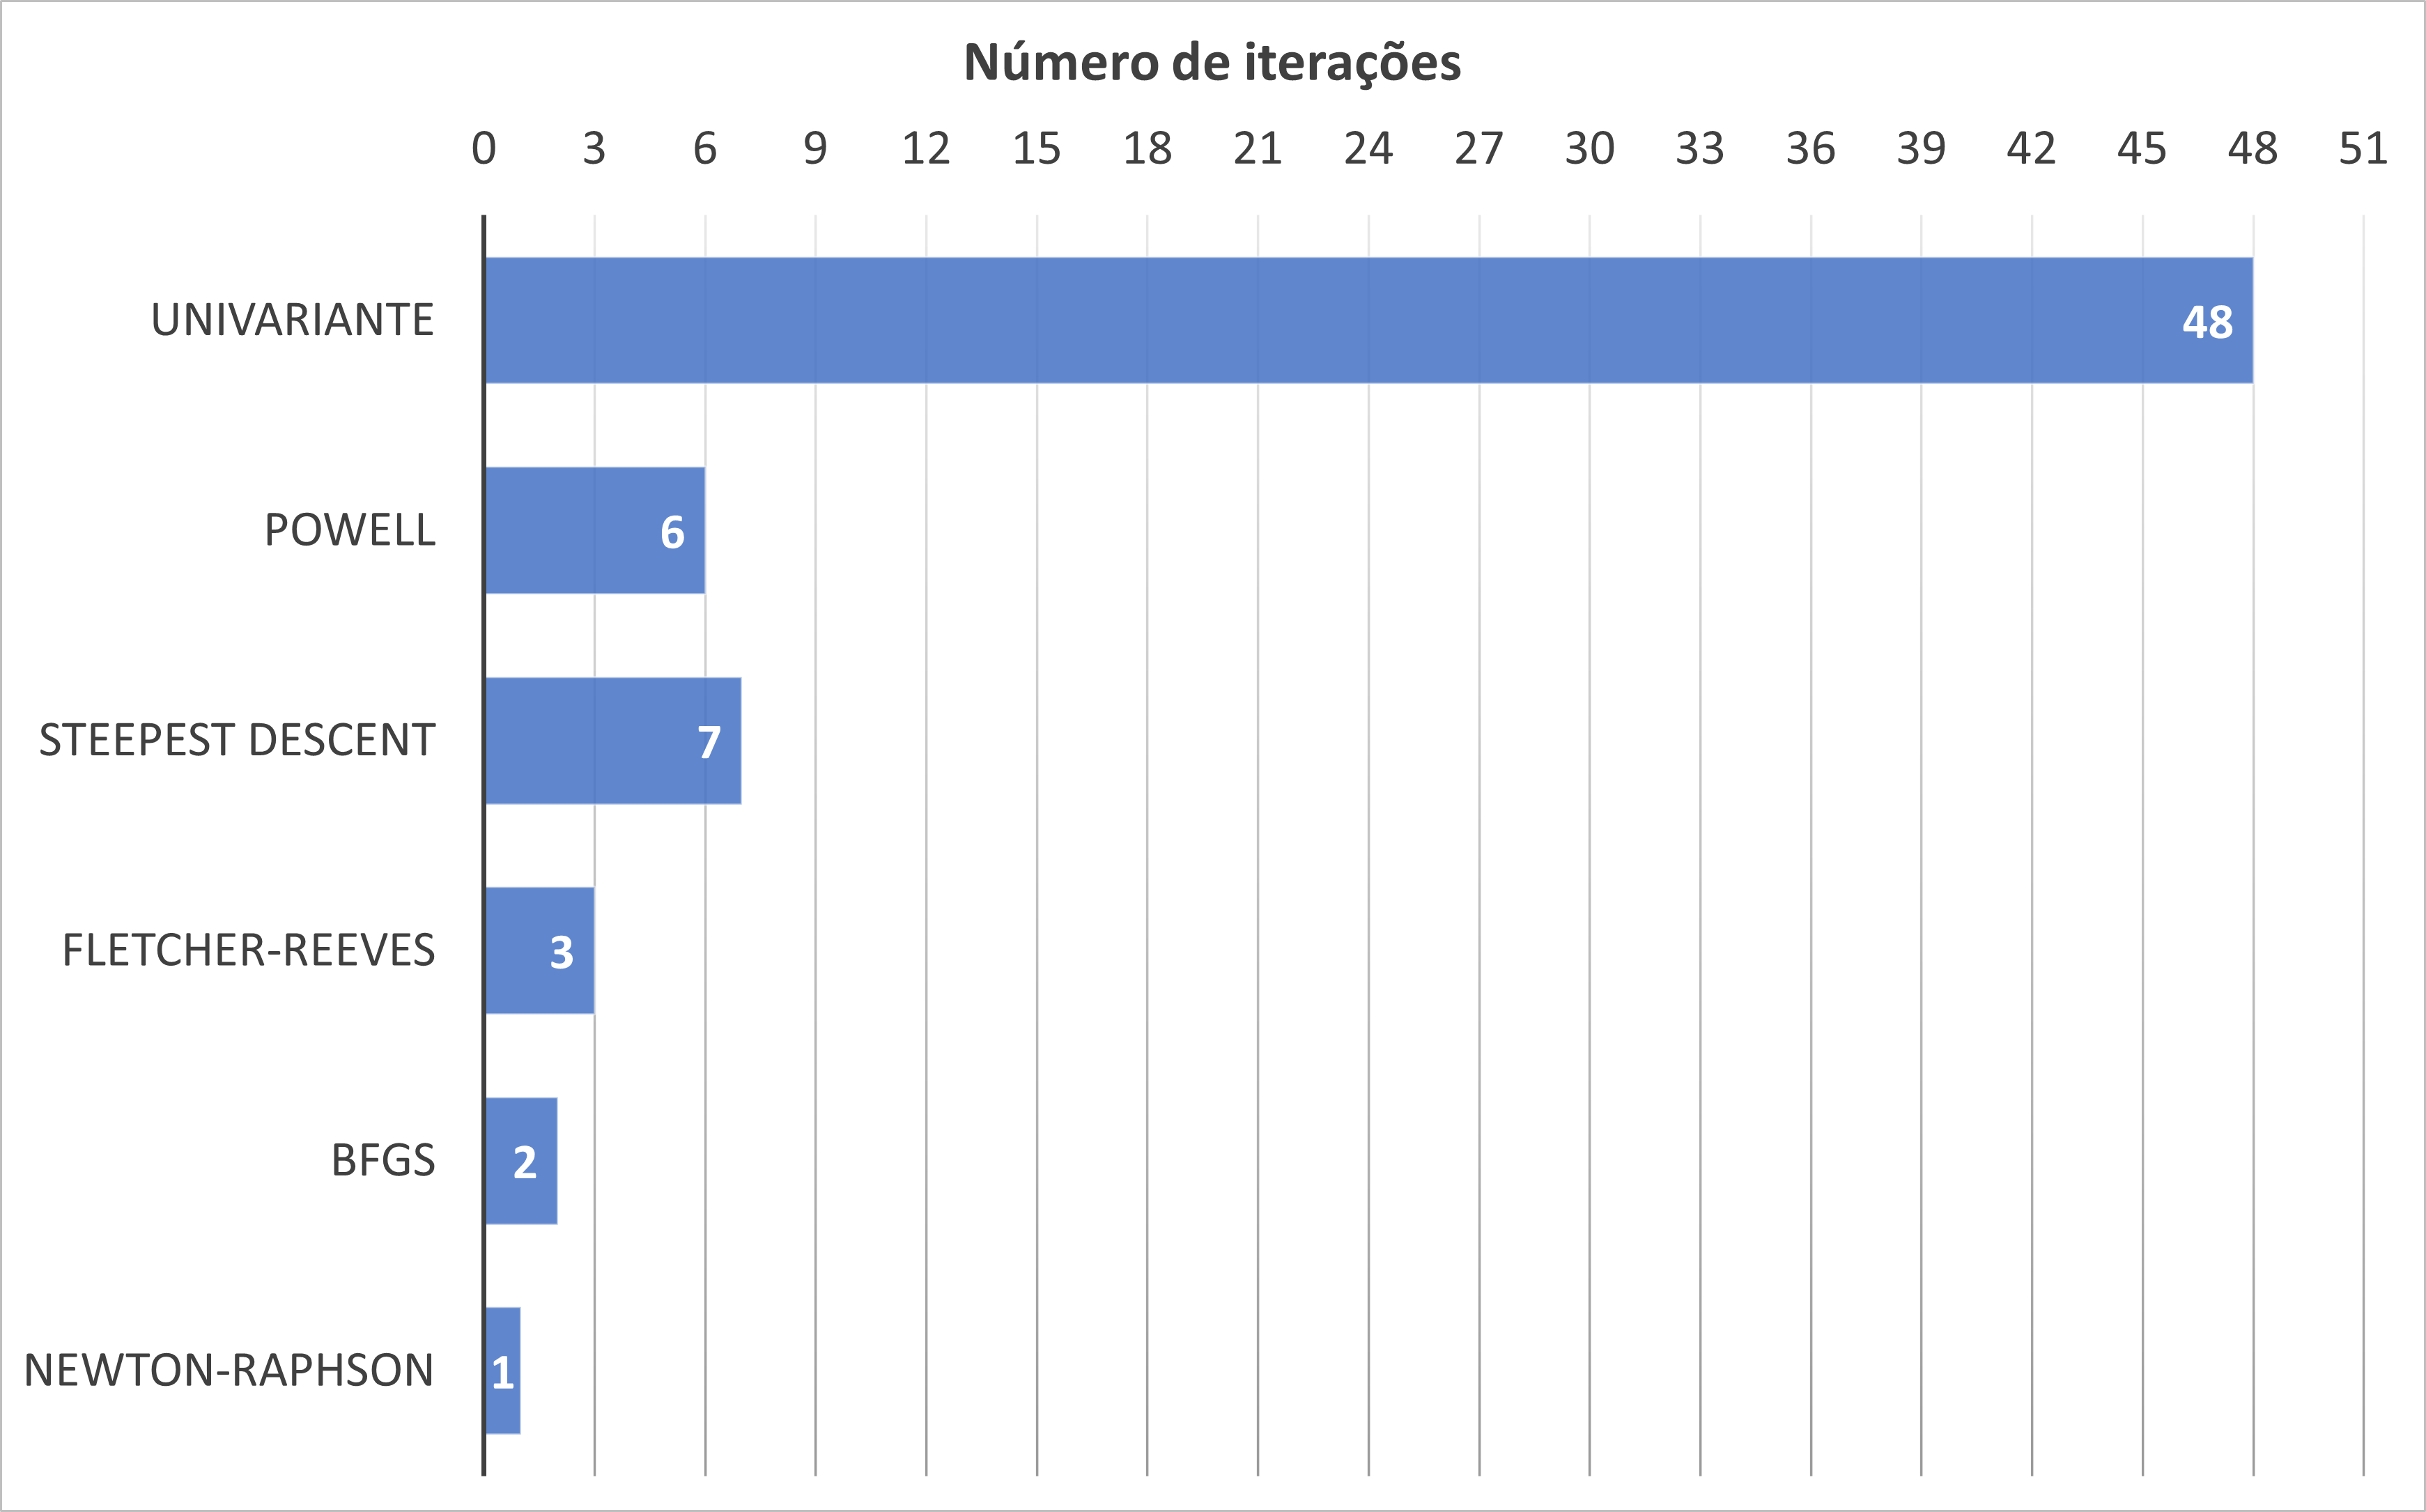 Número de iterações
0 3 6 9 12 15 18 21 24 27 30 33 36 39 42 45 48 51
UNIVARIANTE 48
POWELL 6
STEEPEST DESCENT 7
FLETCHER-REEVES 3
BFGS 2
NEWTON-RAPHSON 1